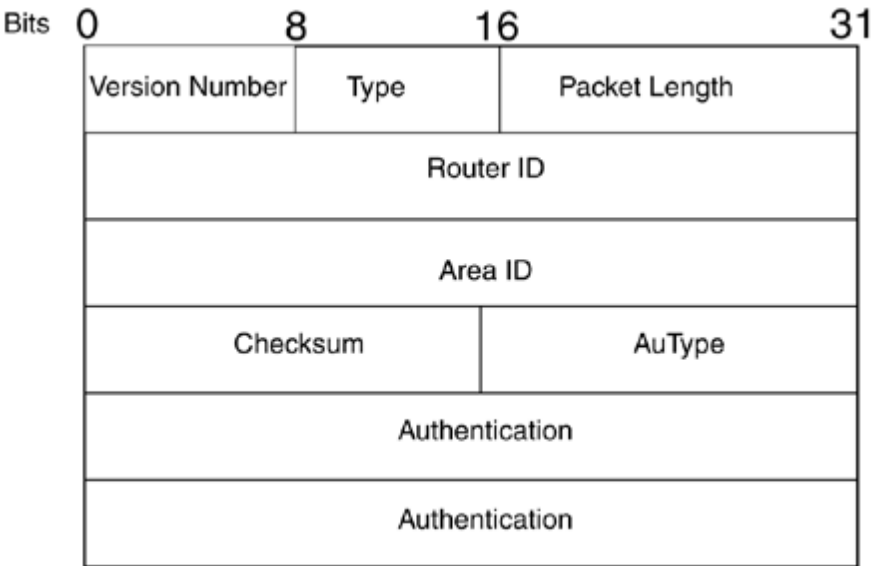 Bits 0 8 16 31
Version Number Type Packet Length
Router ID
Area ID
Checksum AuType
Authentication
Authentication